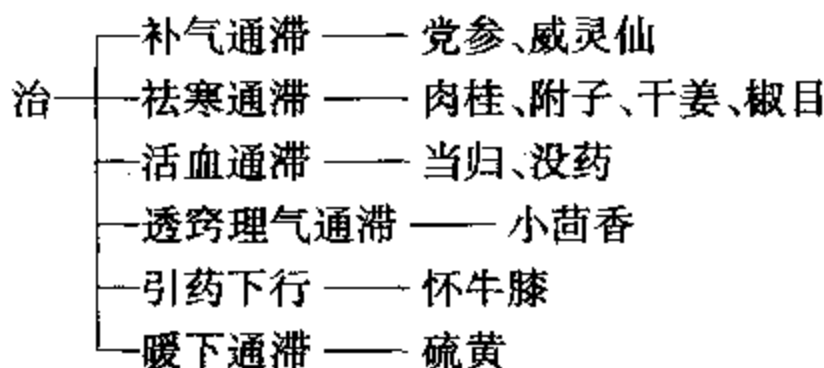 补气通滞 —— 党参、威灵仙
治 祛寒通滞 —— 肉桂、附子、干姜、椒目
活血通滞 —— 当归、没药
透窍理气通滞 —— 小茴香
引药下行 —— 怀牛膝
暖下通滞 —— 硫黄